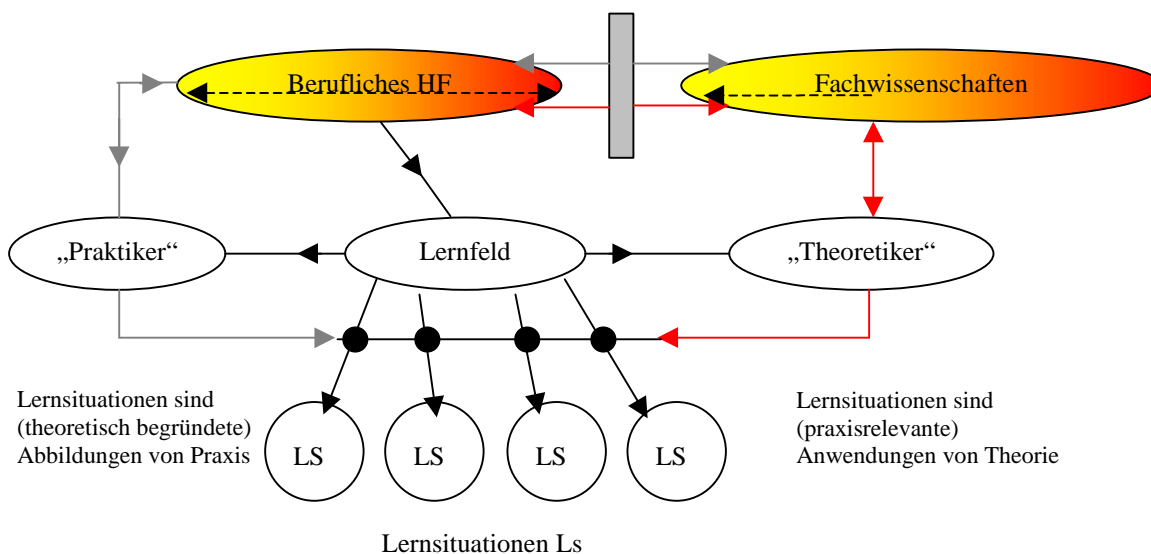 Berufliches HF
Fachwissenschaften
„Praktiker“
Lernfeld
„Theoretiker“
Lernsituationen sind
(theoretisch begründete)
Abbildungen von Praxis
LS
LS
LS
LS
Lernsituationen sind
(praxisrelevante)
Anwendungen von Theorie
Lernsituationen Ls